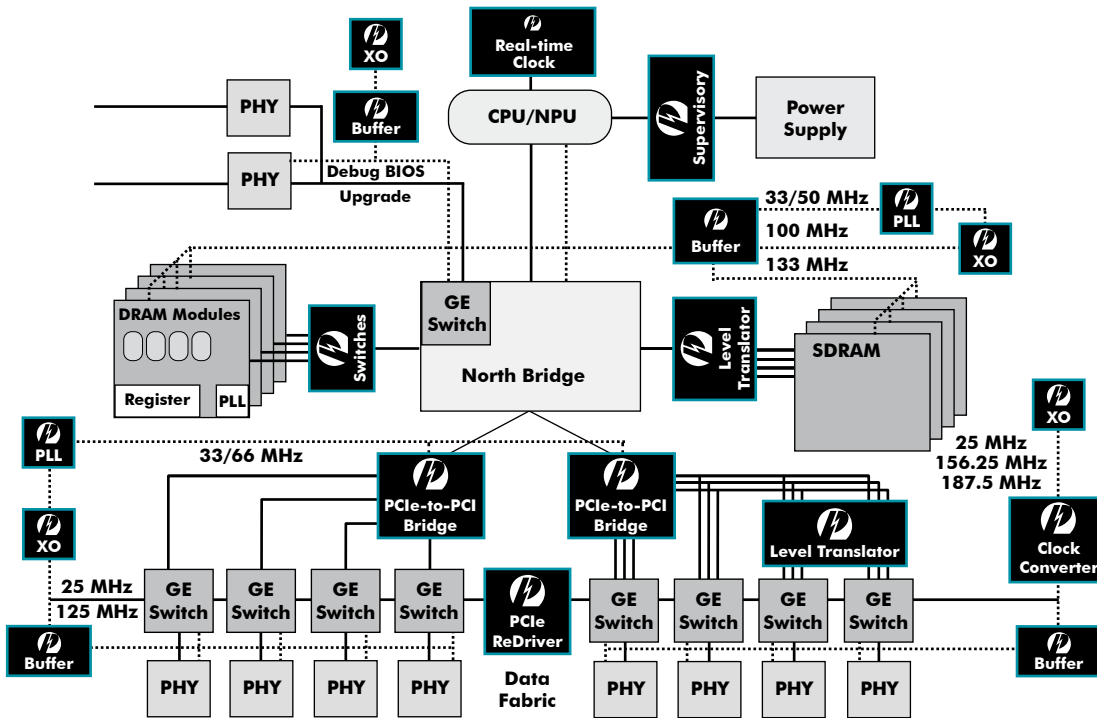 XO
Real-time
Clock
PHY
Buffer
CPU/NPU
Supervisory
Power
Supply
PHY
Debug BIOS
Upgrade
33/50 MHz
PLL
Buffer
100 MHz
XO
133 MHz
DRAM Modules
Register
PLL
Switches
GE
Switch
North Bridge
Level
Translator
SDRAM
XO
25 MHz
156.25 MHz
187.5 MHz
PLL
33/66 MHz
PCIe-to-PCI
Bridge
PCIe-to-PCI
Bridge
XO
Level Translator
Clock
Converter
25 MHz
125 MHz
GE
Switch
GE
Switch
GE
Switch
GE
Switch
PCIe
ReDriver
GE
Switch
GE
Switch
GE
Switch
GE
Switch
Buffer
PHY
PHY
PHY
PHY
Data
Fabric
PHY
PHY
PHY
PHY
Buffer